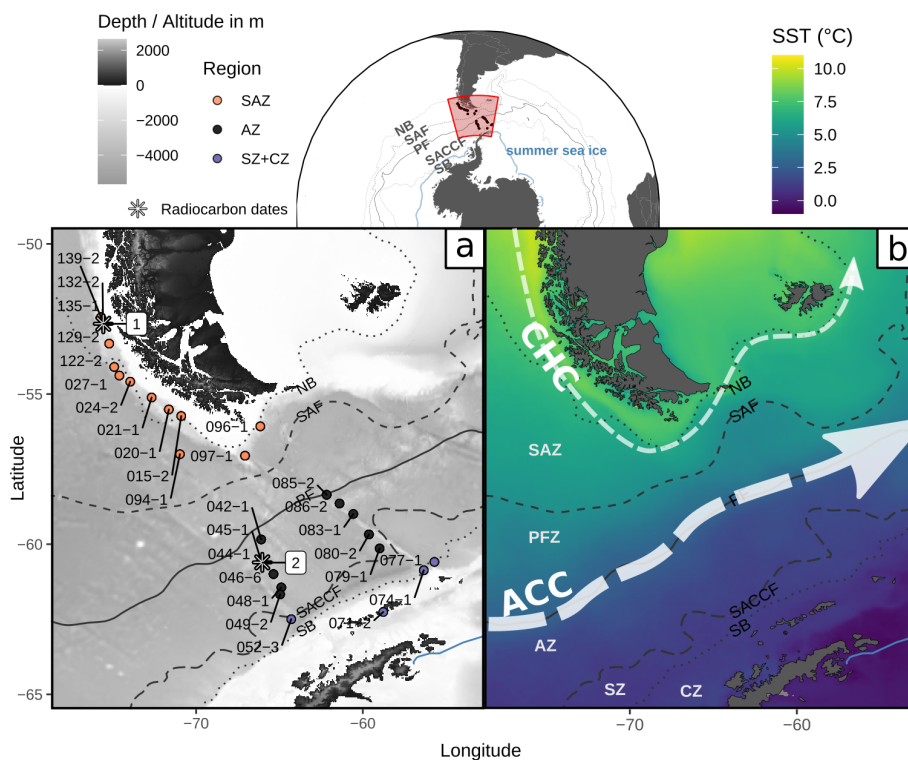 Depth / Altitude in m
2000
0
−2000
−4000
Region
SAZ
AZ
SZ+CZ
Radiocarbon dates
NB
SAF
PF
SACCF
SB
summer sea ice
SST (°C)
10.0
7.5
5.0
2.5
0.0
a
139−2
132−2
135−1
1
129−2
122−2
027−1
024−2
021−1
020−1
015−2
094−1
096−1
097−1
NB
SAF
085−2
PF
086−2
083−1
080−2
079−1
077−1
074−1
071−2
042−1
045−1
044−1
2
046−6
048−1
049−2
052−3
SACCF
SB
b
CHC
NB
SAF
SAZ
PFZ
ACC
AZ
SACCF
SB
SZ
CZ
−50
−55
−60
−65
Latitude
−70
−60
−70
−60
Longitude